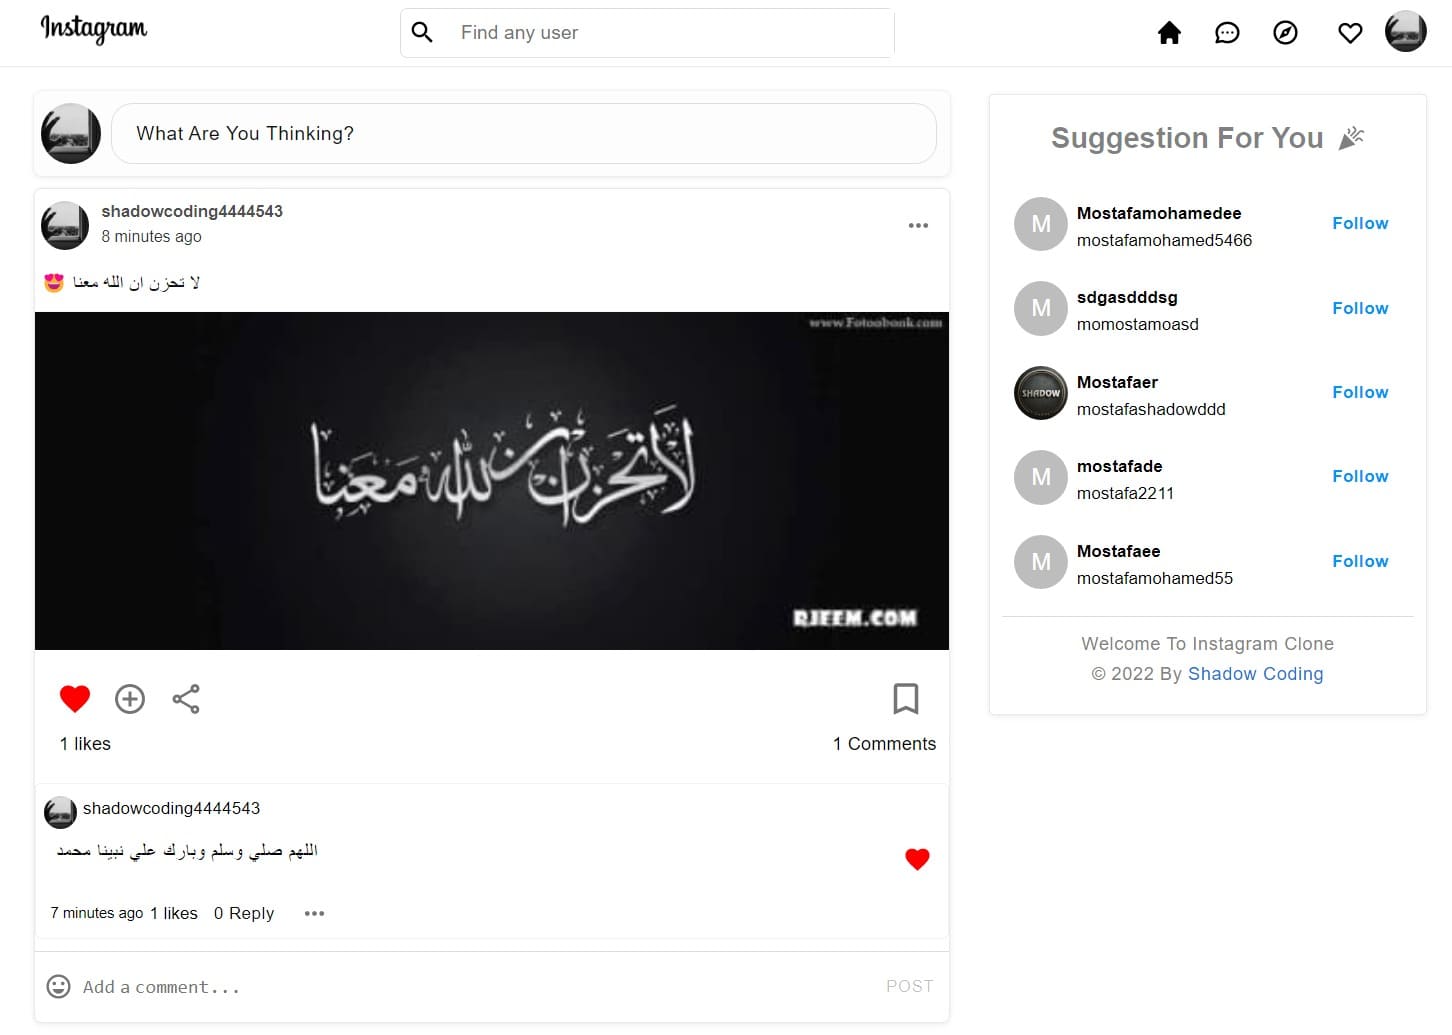 Instagram
Find any user
What Are You Thinking?
shadowcoding4444543
8 minutes ago
لا تحزن ان الله معنا 😍
www.Fotoobook.com
لا تحزن إن الله معنا
RJEEM.COM
1 likes
1 Comments
shadowcoding4444543
اللهم صلي وسلم وبارك علي نبينا محمد
7 minutes ago 1 likes 0 Reply
Add a comment...
POST
Suggestion For You
M
Mostafamohamedee
mostafamohamed5466
Follow
M
sdgasdddsg
momostamoasd
Follow
SHADOW
Mostafaer
mostafashadowddd
Follow
M
mostafade
mostafa2211
Follow
M
Mostafaee
mostafamohamed55
Follow
Welcome To Instagram Clone
© 2022 By Shadow Coding